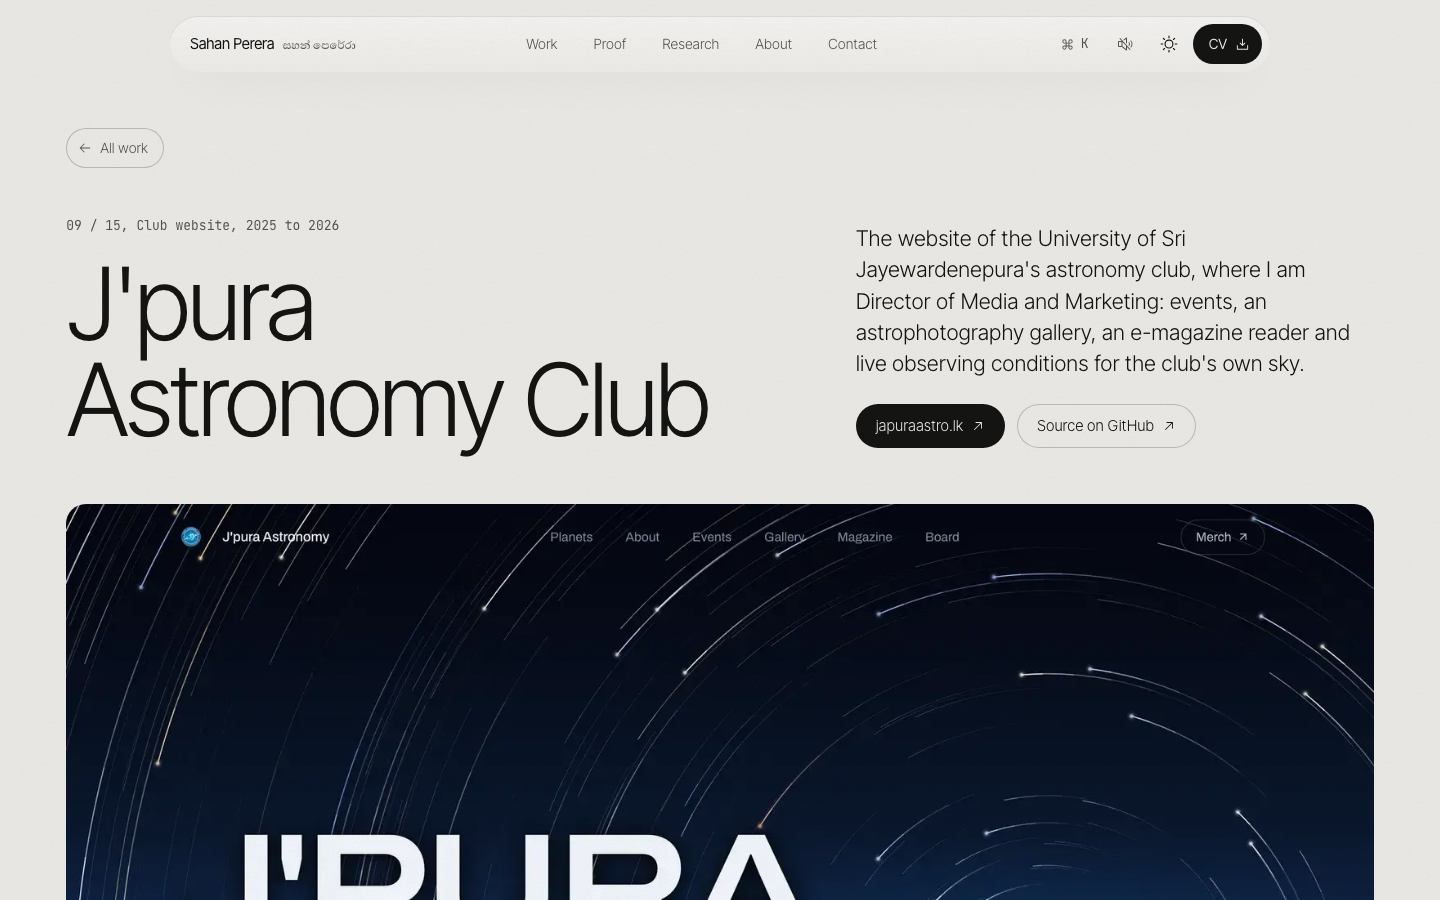 Sahan Perera සහන් පෙරේරා
Work Proof Research About Contact
⌘ K
CV
← All work
09 / 15, Club website, 2025 to 2026
J'pura
Astronomy Club
The website of the University of Sri
Jayewardenepura's astronomy club, where I am
Director of Media and Marketing: events, an
astrophotography gallery, an e-magazine reader and
live observing conditions for the club's own sky.
japuraastro.lk ↗
Source on GitHub ↗
J'pura Astronomy
Planets About Events Gallery Magazine Board
Merch ↗
J'PURA